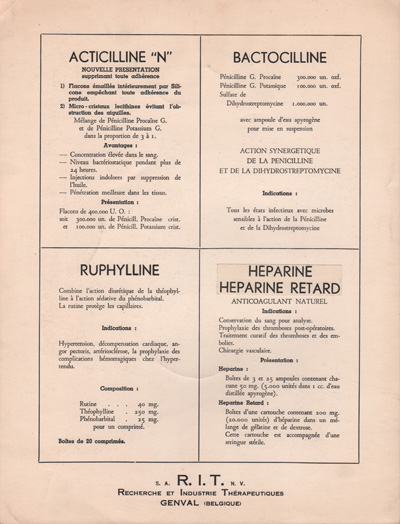 ACTICILLINE "N"
NOUVELLE PRESENTATION
supprimant toute adhérence
1) Flacons émaillés intérieurement par Sili-
cone empêchant toute adhérence du
produit.
2) Micro-cristaux lecithinés évitant l'ob-
struction des aiguilles.
Mélange de Pénicilline Procaïne G.
et de Pénicilline Potassium G.
dans la proportion de 3 à 1.
Avantages :
— Concentration élevée dans le sang.
— Niveau bactériostatique pendant plus de
24 heures.
— Injections indolores par suppression de
l'huile.
— Pénétration meilleure dans les tissus.
Présentation :
Flacons de 400.000 U. O. :
soit 300.000 un. de Pénicill. Procaïne crist.
et 100.000 un. de Pénicill. Potassium crist.
BACTOCILLINE
Pénicilline G. Procaïne 300.000 un. oxf.
Pénicilline G. Potassique 100.000 un. oxf.
Sulfate de
Dihydrostreptomycine 1.000.000 un.
avec ampoule d'eau apyrogène
pour mise en suspension
ACTION SYNERGETIQUE
DE LA PENICILLINE
ET DE LA DIHYDROSTREPTOMYCINE
Indications :
Tous les états infectieux avec microbes
sensibles à l'action de la Pénicilline
et de la Dihydrostreptomycine
RUPHYLLINE
Combine l'action diurétique de la théophyl-
line à l'action sédative du phénobarbital.
La rutine protège les capillaires.
Indications :
Hypertension, décompensation cardiaque, an-
gor pectoris, artériosclérose, la prophylaxie des
complications hémorragiques chez l'hyper-
tendu.
Composition :
Rutine . . . 40 mg.
Théophylline . 250 mg.
Phénobarbital . 25 mg.
pour un comprimé.
Boîtes de 20 comprimés.
HEPARINE
HEPARINE RETARD
ANTICOAGULANT NATUREL
Indications :
Conservation du sang pour analyse.
Prophylaxie des thromboses post-opératoires.
Traitement curatif des thromboses et des em-
bolies.
Chirurgie vasculaire.
Présentation :
Heparine :
Boîtes de 3 et 25 ampoules contenant cha-
cune 50 mg. (5.000 unités dans 1 cc. d'eau
distillée apyrogène).
Heparine Retard :
Boîtes d'une cartouche contenant 200 mg.
(20.000 unités) d'héparine dans un mé-
lange de gélatine et de dextrose.
Cette cartouche est accompagnée d'une
seringue stérile.
S. A. R. I. T. N. V.
RECHERCHE ET INDUSTRIE THÉRAPEUTIQUES
GENVAL (BELGIQUE)